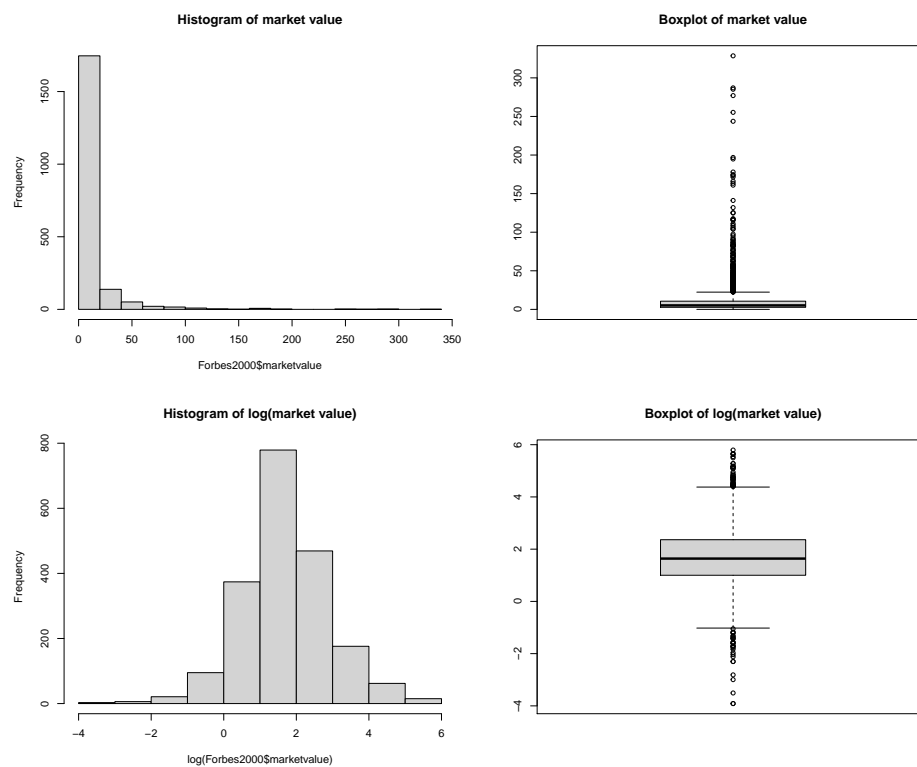 Histogram of market value
Frequency
0
500
1000
1500
0 50 100 150 200 250 300 350
Forbes2000$marketvalue
Boxplot of market value
0
50
100
150
200
250
300
Histogram of log(market value)
Frequency
0
200
400
600
800
−4 −2 0 2 4 6
log(Forbes2000$marketvalue)
Boxplot of log(market value)
−4
−2
0
2
4
6